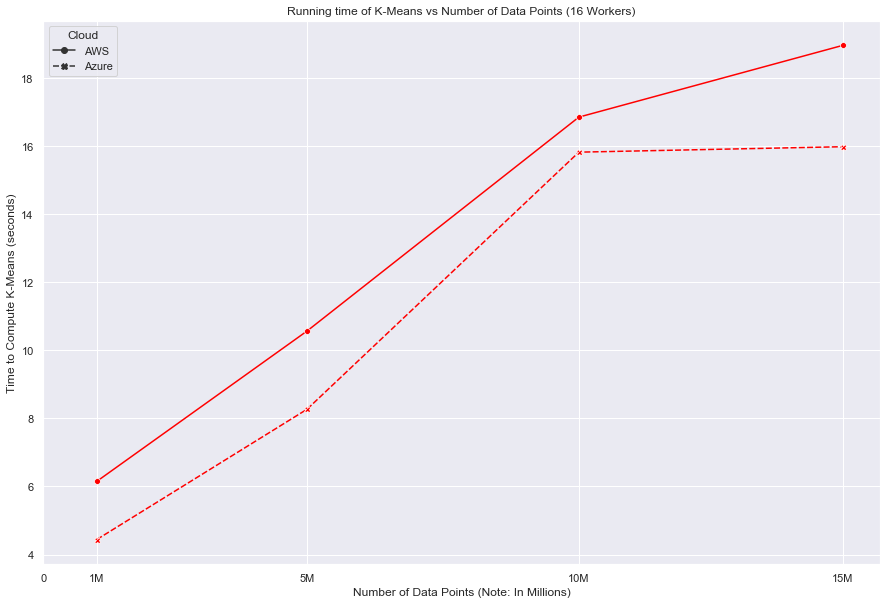 Running time of K-Means vs Number of Data Points (16 Workers)
Cloud
AWS
Azure
Time to Compute K-Means (seconds)
18
16
14
12
10
8
6
4
0 1M 5M 10M 15M
Number of Data Points (Note: In Millions)